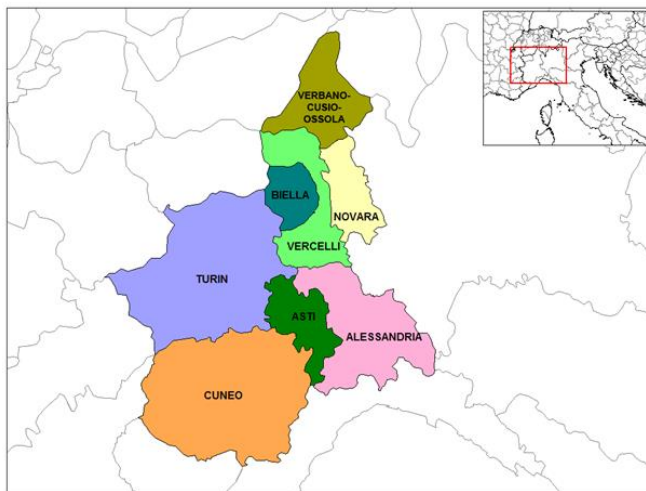 VERBANO-
CUSIO-
OSSOLA
BIELLA
NOVARA
VERCELLI
TURIN
ASTI
ALESSANDRIA
CUNEO